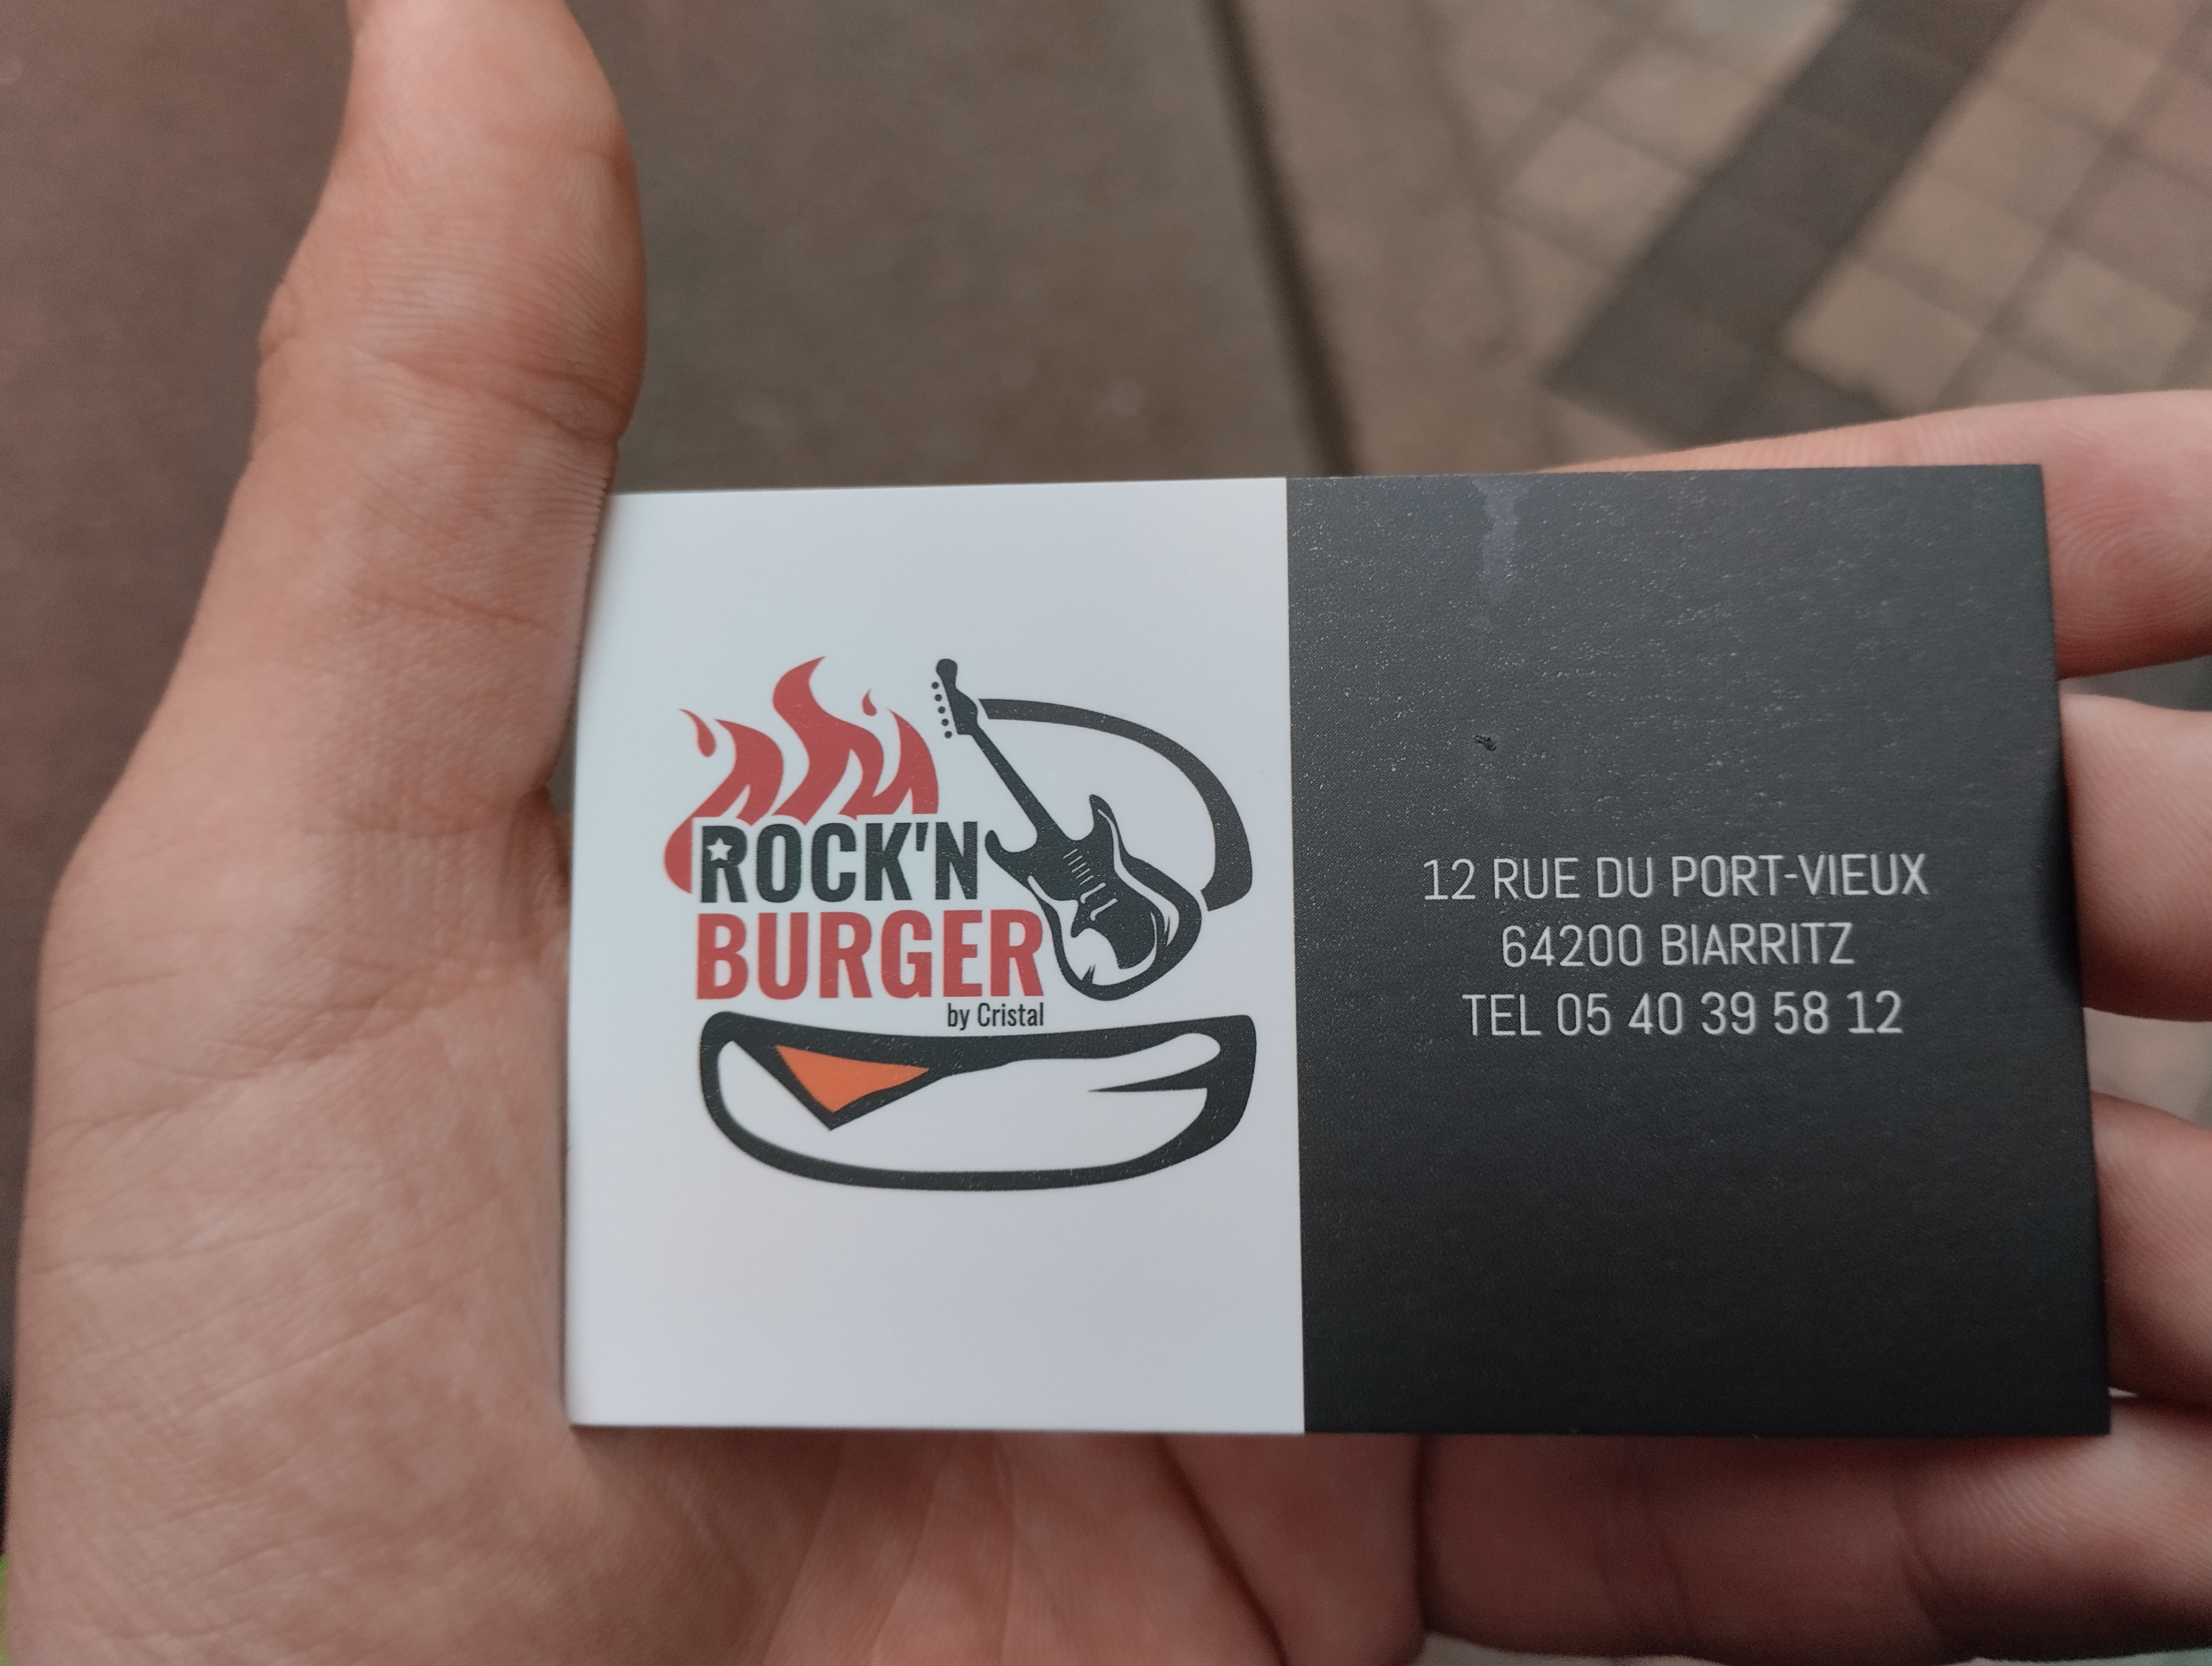 ROCK'N
BURGER
by Cristal
12 RUE DU PORT-VIEUX
64200 BIARRITZ
TEL 05 40 39 58 12